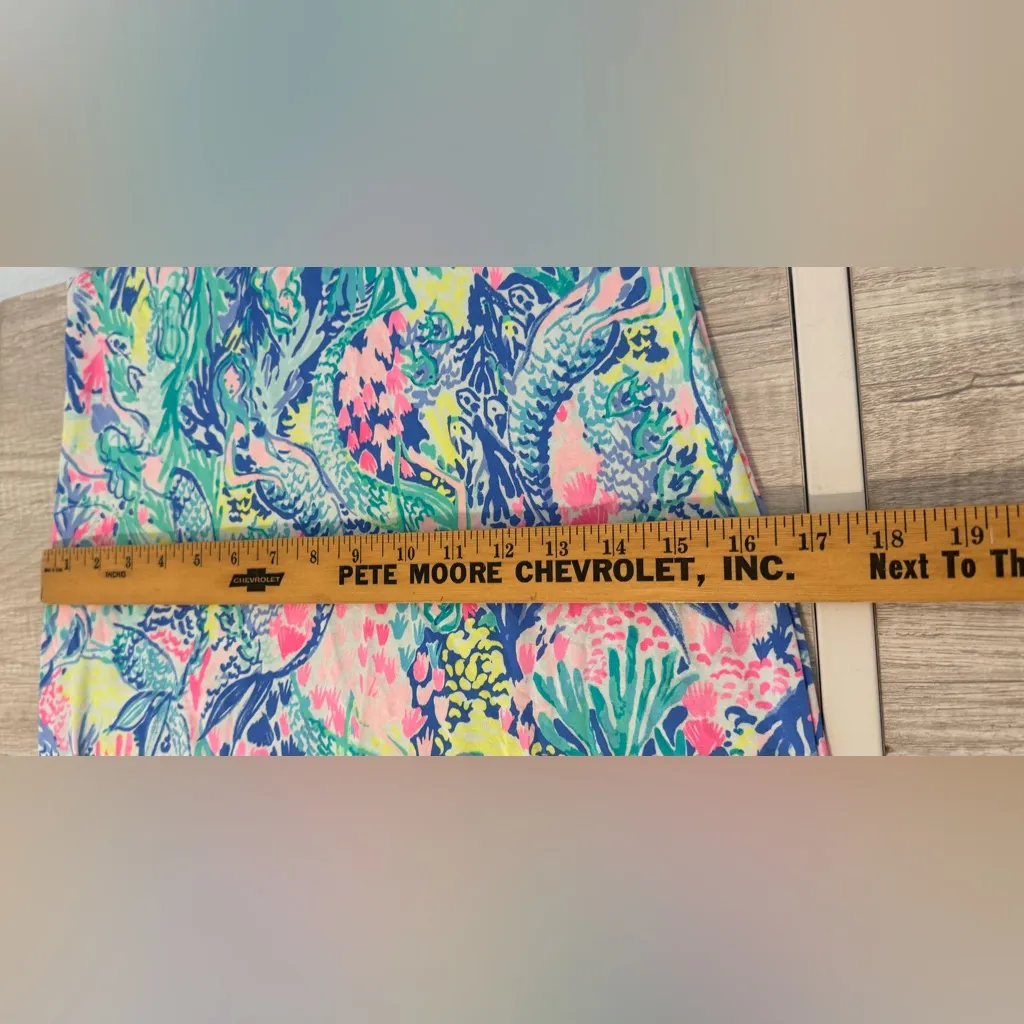 1 2 3 4 5 6 7 8 9 10 11 12 13 14 15 16 17 18 19
INCHES
CHEVROLET
PETE MOORE CHEVROLET, INC. Next To Th